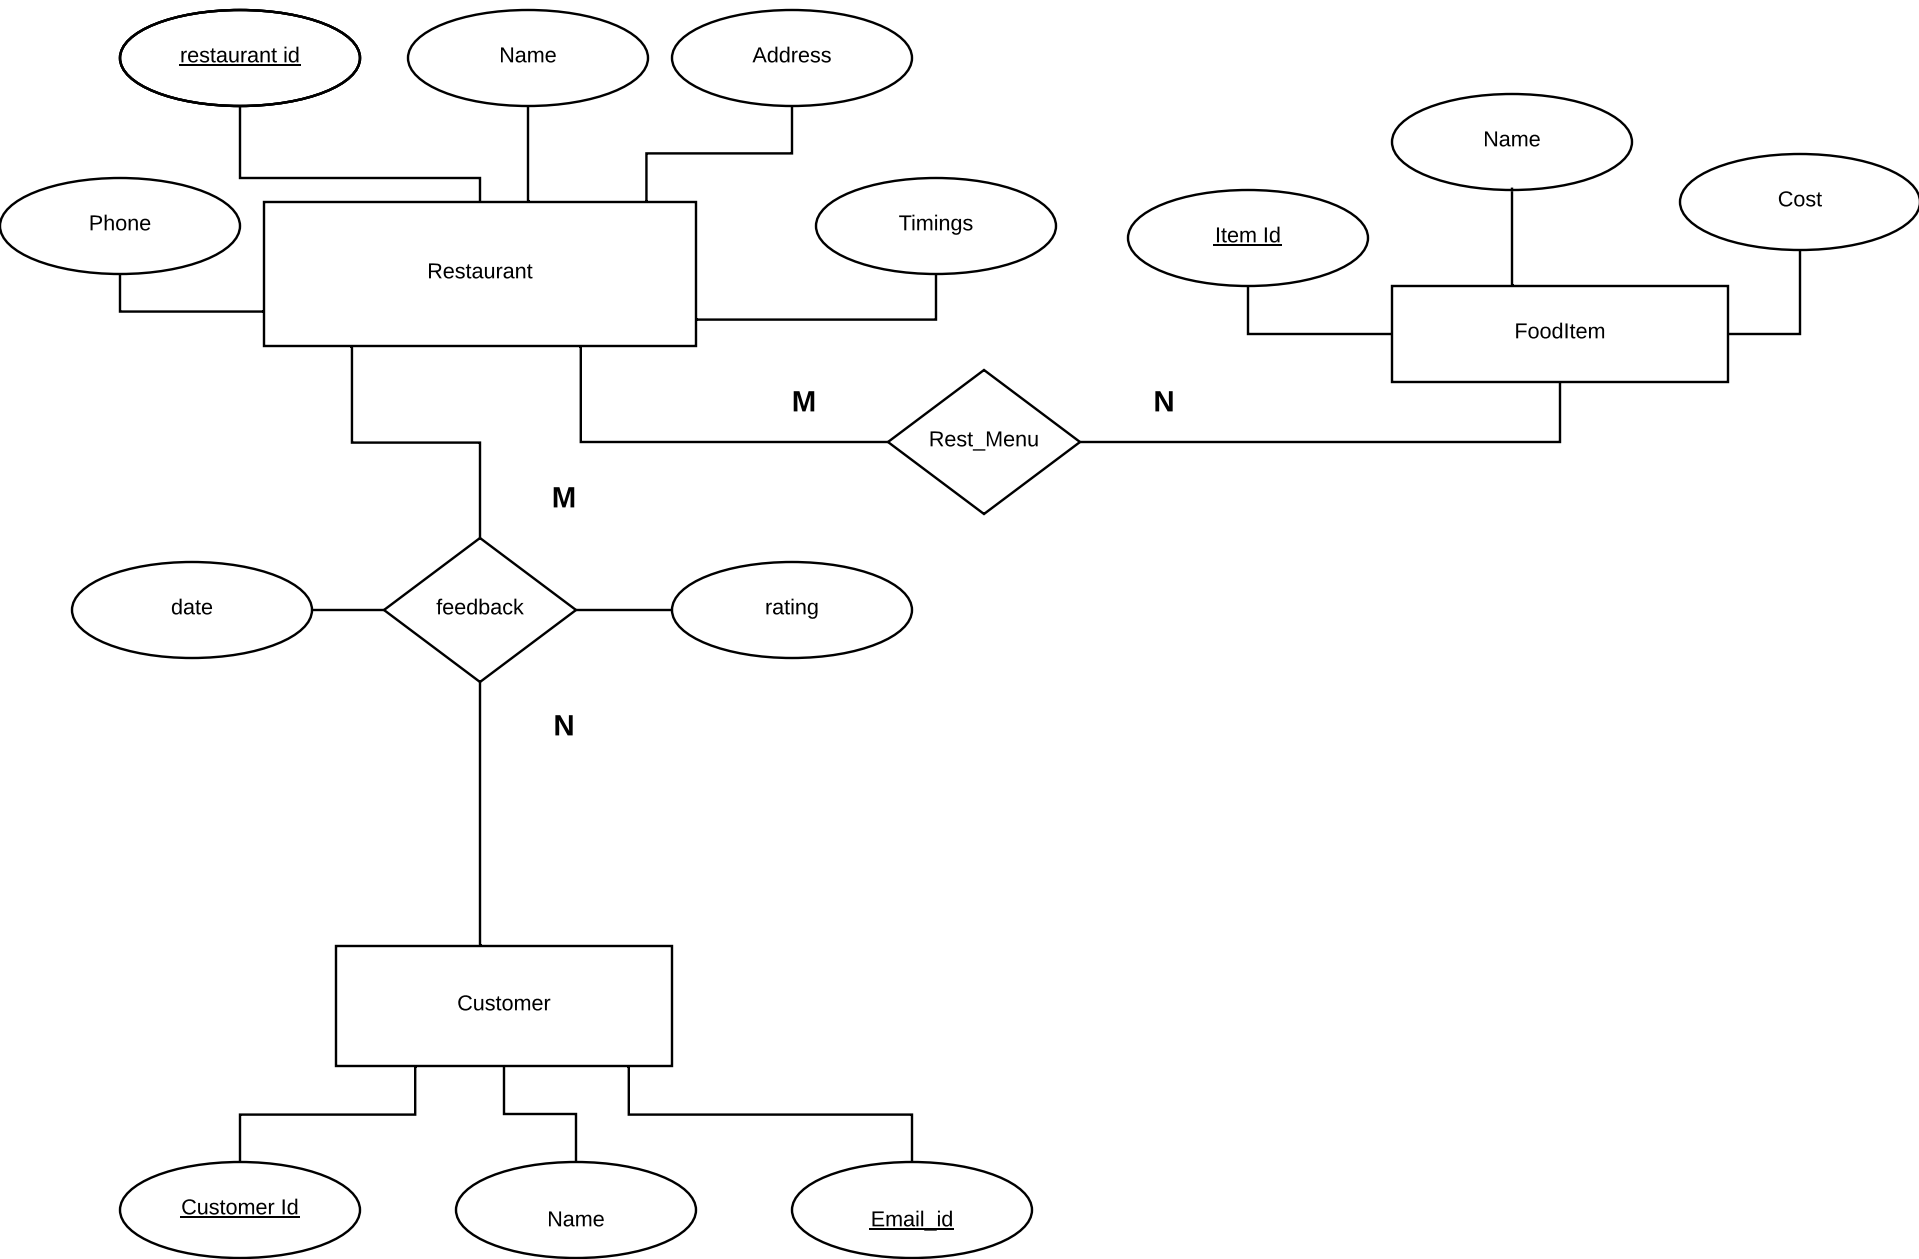 restaurant id
Name
Address
Name
Cost
Phone
Timings
Item Id
Restaurant
FoodItem
M
N
Rest_Menu
M
date
feedback
rating
N
Customer
Customer Id
Name
Email_id